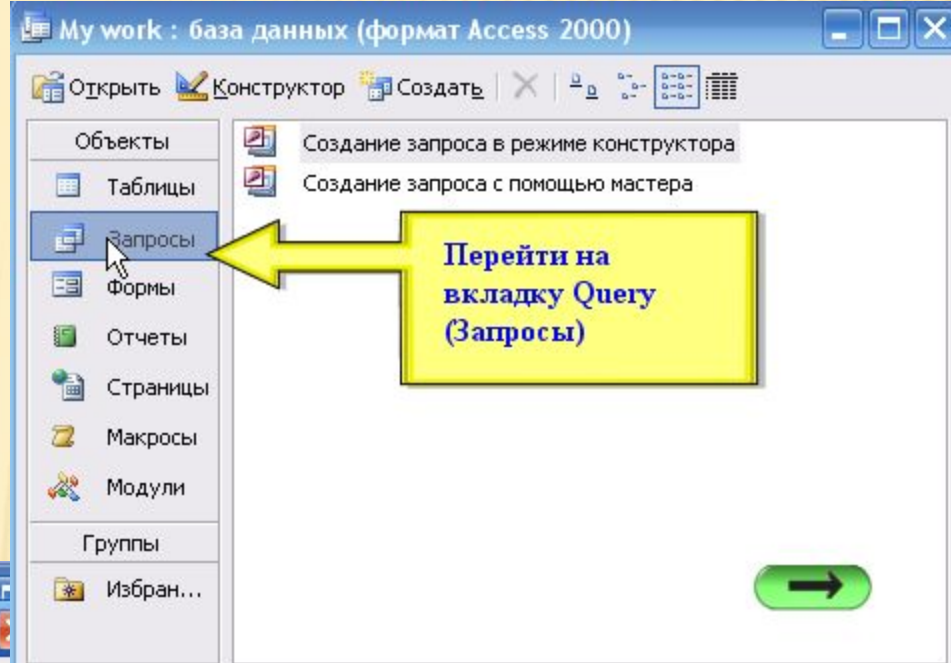 My work : база данных (формат Access 2000)
Открыть Конструктор Создать
Объекты
Таблицы
Запросы
Формы
Отчеты
Страницы
Макросы
Модули
Группы
Избран...
Создание запроса в режиме конструктора
Создание запроса с помощью мастера
Перейти на
вкладку Query
(Запросы)